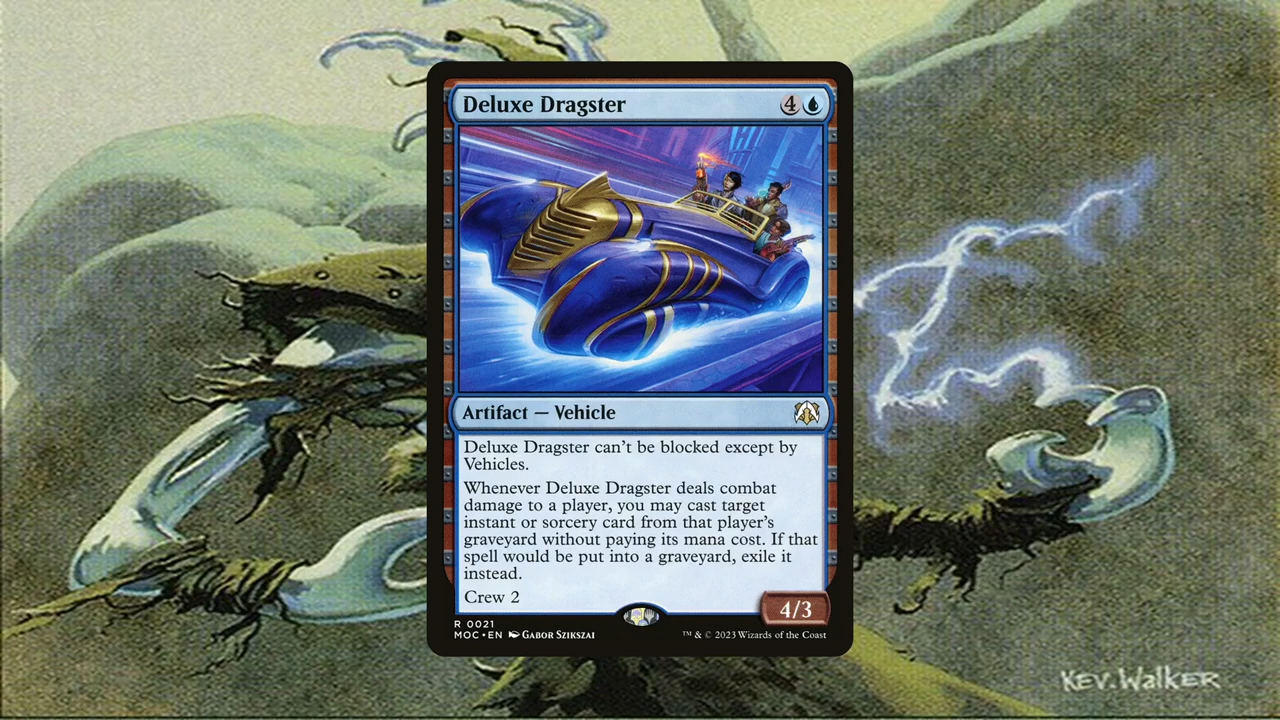 Deluxe Dragster 4
Artifact — Vehicle
Deluxe Dragster can't be blocked except by
Vehicles.
Whenever Deluxe Dragster deals combat
damage to a player, you may cast target
instant or sorcery card from that player's
graveyard without paying its mana cost. If that
spell would be put into a graveyard, exile it
instead.
Crew 2
4/3
R 0021
MOC•EN GABOR SZIKSZAI
™ & © 2023 Wizards of the Coast
KEV. WALKER